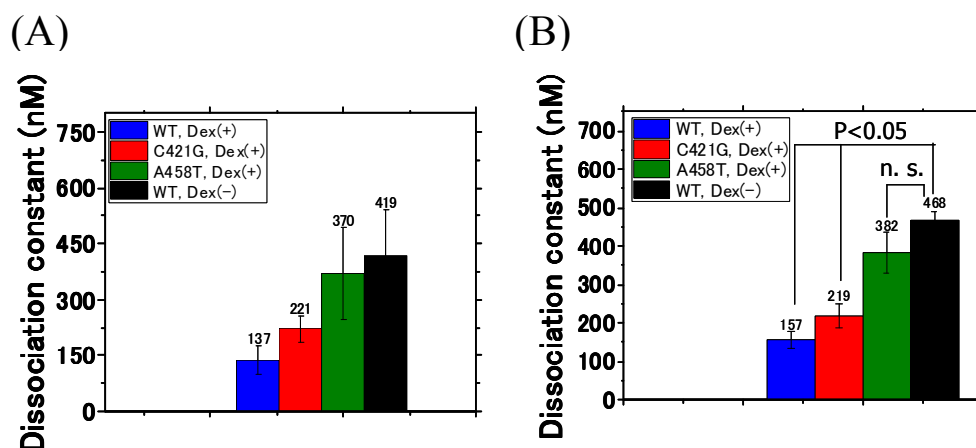 (A)
Dissociation constant (nM)
750
600
450
300
150
0
WT, Dex(+)
C421G, Dex(+)
A458T, Dex(+)
WT, Dex(-)
137
221
370
419
(B)
Dissociation constant (nM)
700
600
500
400
300
200
100
0
WT, Dex(+)
C421G, Dex(+)
A458T, Dex(+)
WT, Dex(-)
P<0.05
n. s.
157
219
382
468